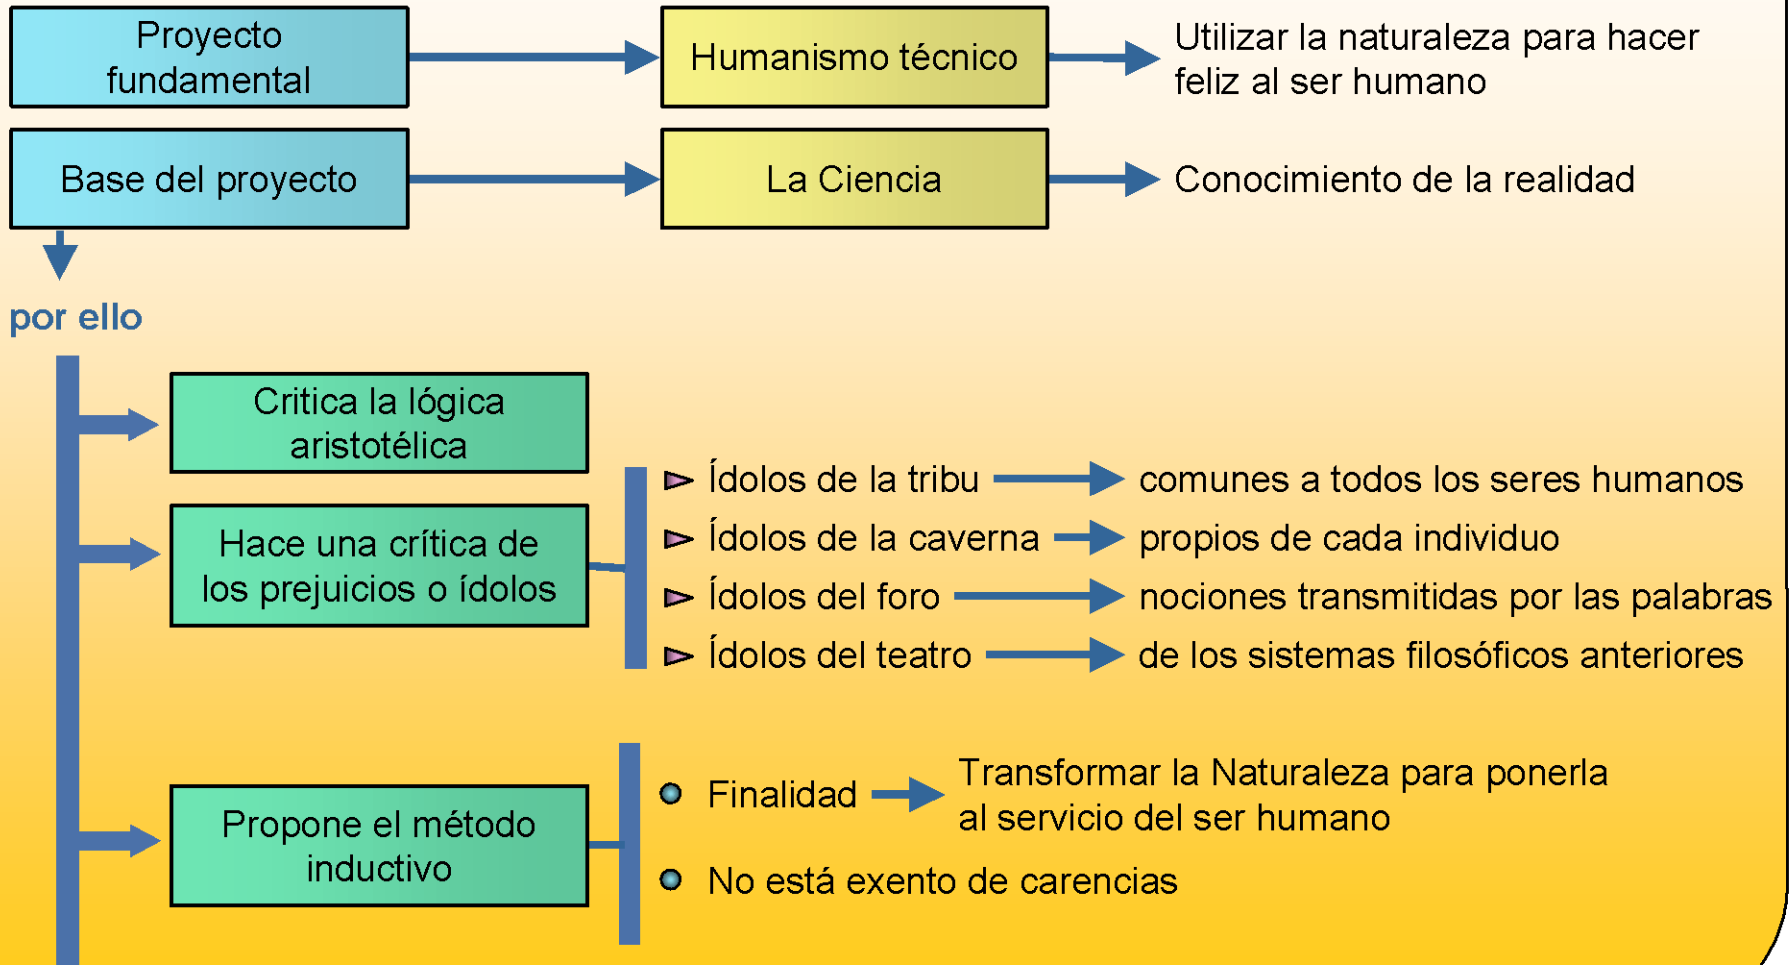 Proyecto
fundamental
Humanismo técnico
Utilizar la naturaleza para hacer
feliz al ser humano
Base del proyecto
La Ciencia
Conocimiento de la realidad
por ello
Critica la lógica
aristotélica
Hace una crítica de
los prejuicios o ídolos
Ídolos de la tribu
comunes a todos los seres humanos
Ídolos de la caverna
propios de cada individuo
Ídolos del foro
nociones transmitidas por las palabras
Ídolos del teatro
de los sistemas filosóficos anteriores
Propone el método
inductivo
Finalidad
Transformar la Naturaleza para ponerla
al servicio del ser humano
No está exento de carencias